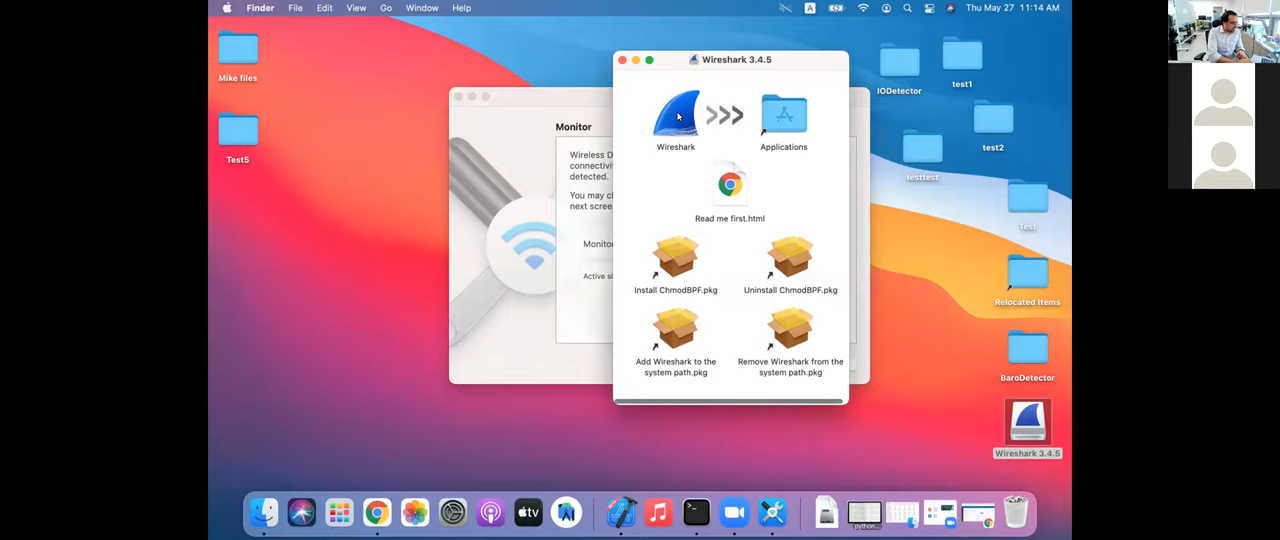 Finder File Edit View Go Window Help
A
Thu May 27 11:14 AM
Mike files
Test5
Monitor
Wireless D
connectivi
detected.
You may cl
next scree
Monito
Active si
Wireshark 3.4.5
Wireshark
Applications
Read me first.html
Install ChmodBPF.pkg
Uninstall ChmodBPF.pkg
Add Wireshark to the
system path.pkg
Remove Wireshark from the
system path.pkg
IODetector
test1
test2
testtest
Test
Relocated Items
BaroDetector
Wireshark 3.4.5
tv
>_
python...